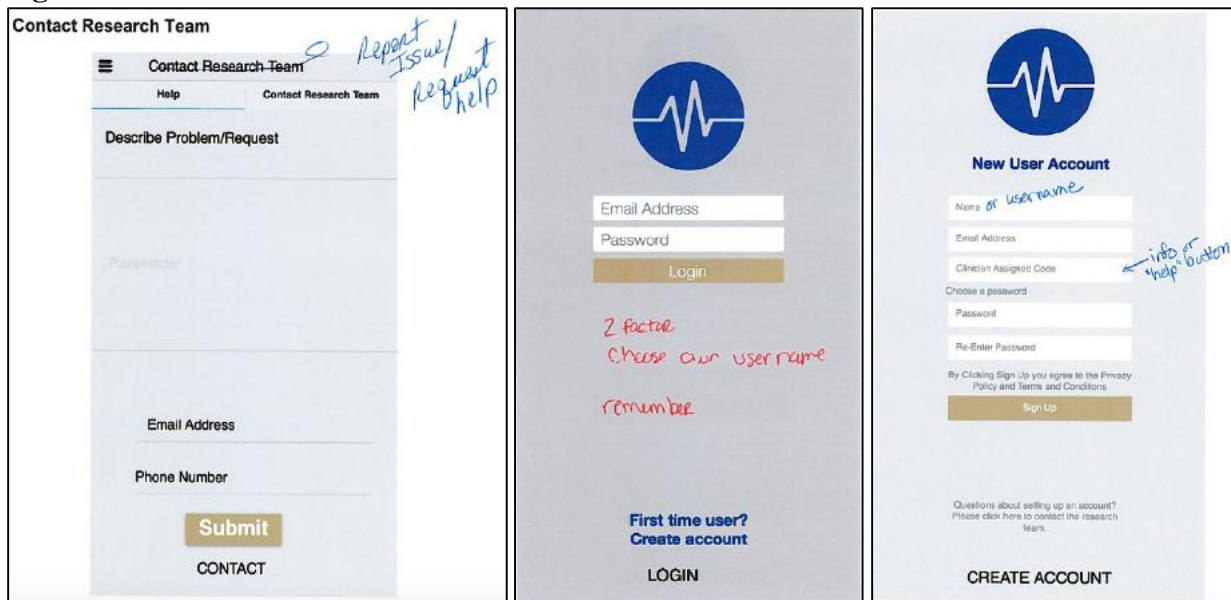 Contact Research Team
Contact Research Team
Report
Issue/
Request
help
Help
Contact Research Team
Describe Problem/Request
Placeholder
Email Address
Phone Number
Submit
CONTACT
Email Address
Password
Login
2 factor
Choose own username
remember
First time user?
Create account
LOGIN
New User Account
Name or username
Email Address
Clinician Assigned Code
info or
"help" button
Choose a password
Password
Re-Enter Password
By Clicking Sign Up you agree to the Privacy
Policy and Terms and Conditions
Sign Up
Questions about setting up an account?
Please click here to contact the research
team.
CREATE ACCOUNT